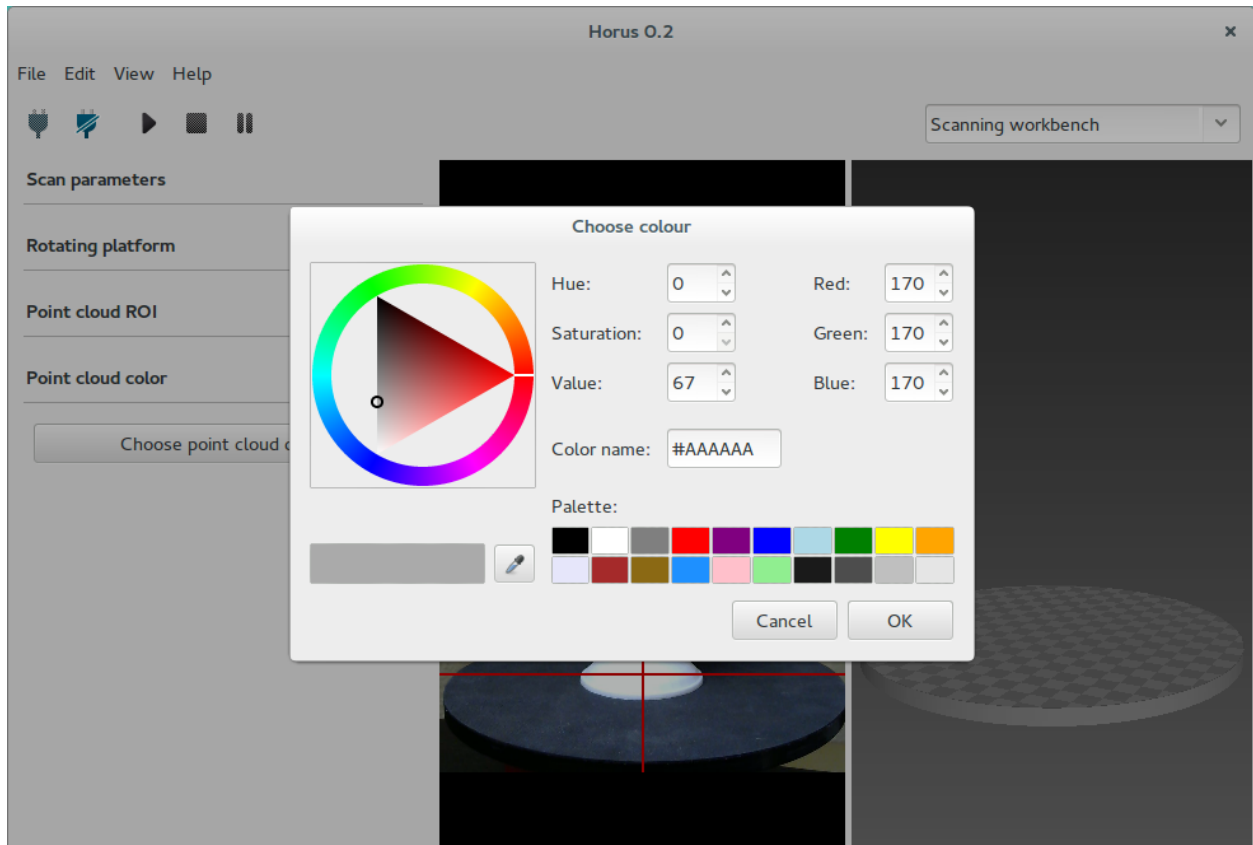 Horus 0.2
File Edit View Help
Scanning workbench
Scan parameters
Rotating platform
Point cloud ROI
Point cloud color
Choose point cloud
Choose colour
Hue: 0 Red: 170
Saturation: 0 Green: 170
Value: 67 Blue: 170
Color name: #AAAAAA
Palette:
Cancel OK